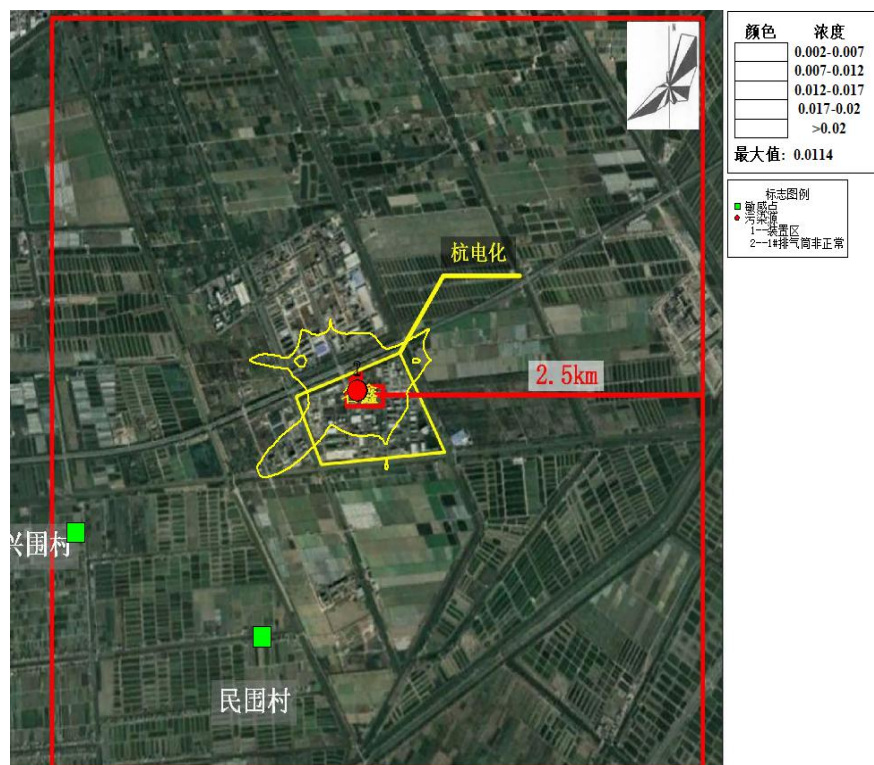 颜色 浓度
0.002-0.007
0.007-0.012
0.012-0.017
0.017-0.02
>0.02
最大值: 0.0114
标志图例
敏感点
污染源
1--装置区
2--1#排气筒非正常
杭电化
2.5km
兴围村
民围村